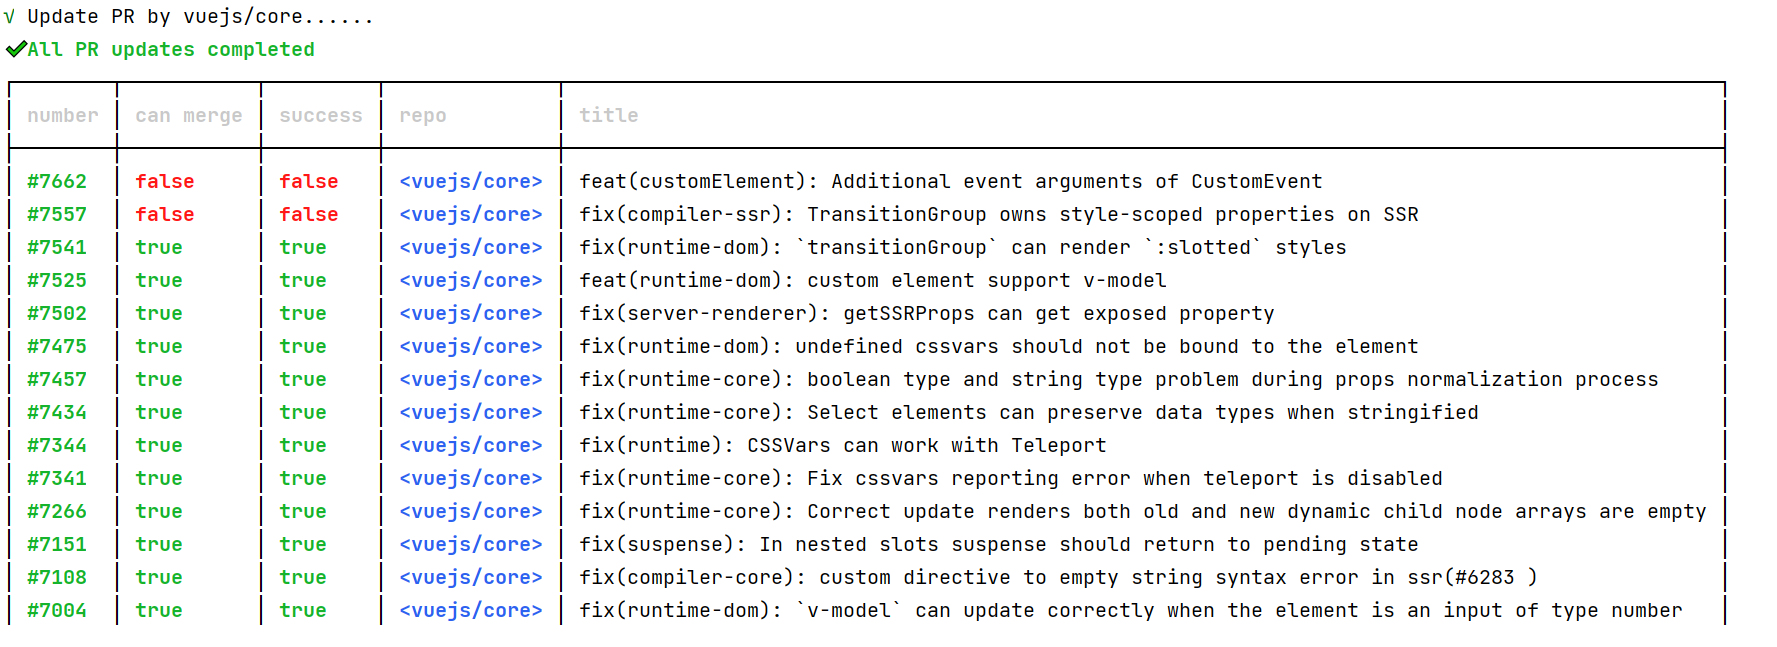 √ Update PR by vuejs/core......
✔All PR updates completed
number can merge success repo title
#7662 false false <vuejs/core> feat(customElement): Additional event arguments of CustomEvent
#7557 false false <vuejs/core> fix(compiler-ssr): TransitionGroup owns style-scoped properties on SSR
#7541 true true <vuejs/core> fix(runtime-dom): `transitionGroup` can render `:slotted` styles
#7525 true true <vuejs/core> feat(runtime-dom): custom element support v-model
#7502 true true <vuejs/core> fix(server-renderer): getSSRProps can get exposed property
#7475 true true <vuejs/core> fix(runtime-dom): undefined cssvars should not be bound to the element
#7457 true true <vuejs/core> fix(runtime-core): boolean type and string type problem during props normalization process
#7434 true true <vuejs/core> fix(runtime-core): Select elements can preserve data types when stringified
#7344 true true <vuejs/core> fix(runtime): CSSVars can work with Teleport
#7341 true true <vuejs/core> fix(runtime-core): Fix cssvars reporting error when teleport is disabled
#7266 true true <vuejs/core> fix(runtime-core): Correct update renders both old and new dynamic child node arrays are empty
#7151 true true <vuejs/core> fix(suspense): In nested slots suspense should return to pending state
#7108 true true <vuejs/core> fix(compiler-core): custom directive to empty string syntax error in ssr(#6283 )
#7004 true true <vuejs/core> fix(runtime-dom): `v-model` can update correctly when the element is an input of type number